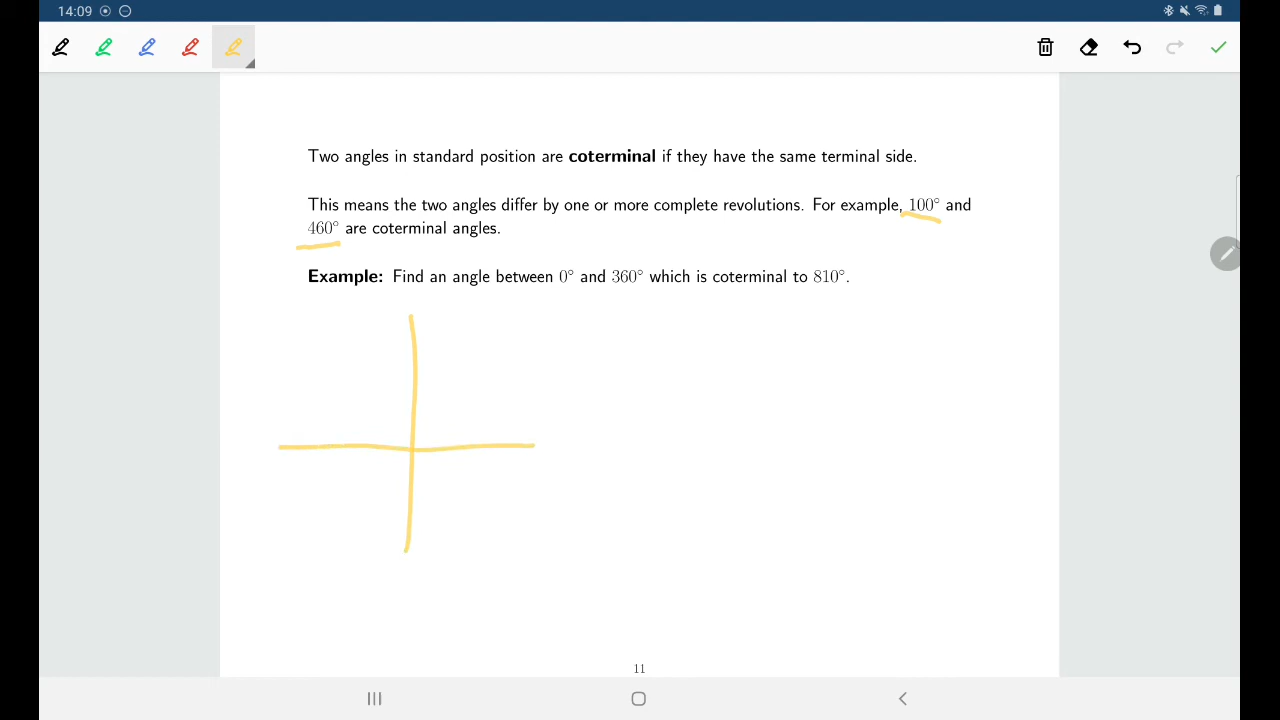 14:09
Two angles in standard position are coterminal if they have the same terminal side.
This means the two angles differ by one or more complete revolutions. For example, 100° and
460° are coterminal angles.
Example: Find an angle between 0° and 360° which is coterminal to 810°.
11